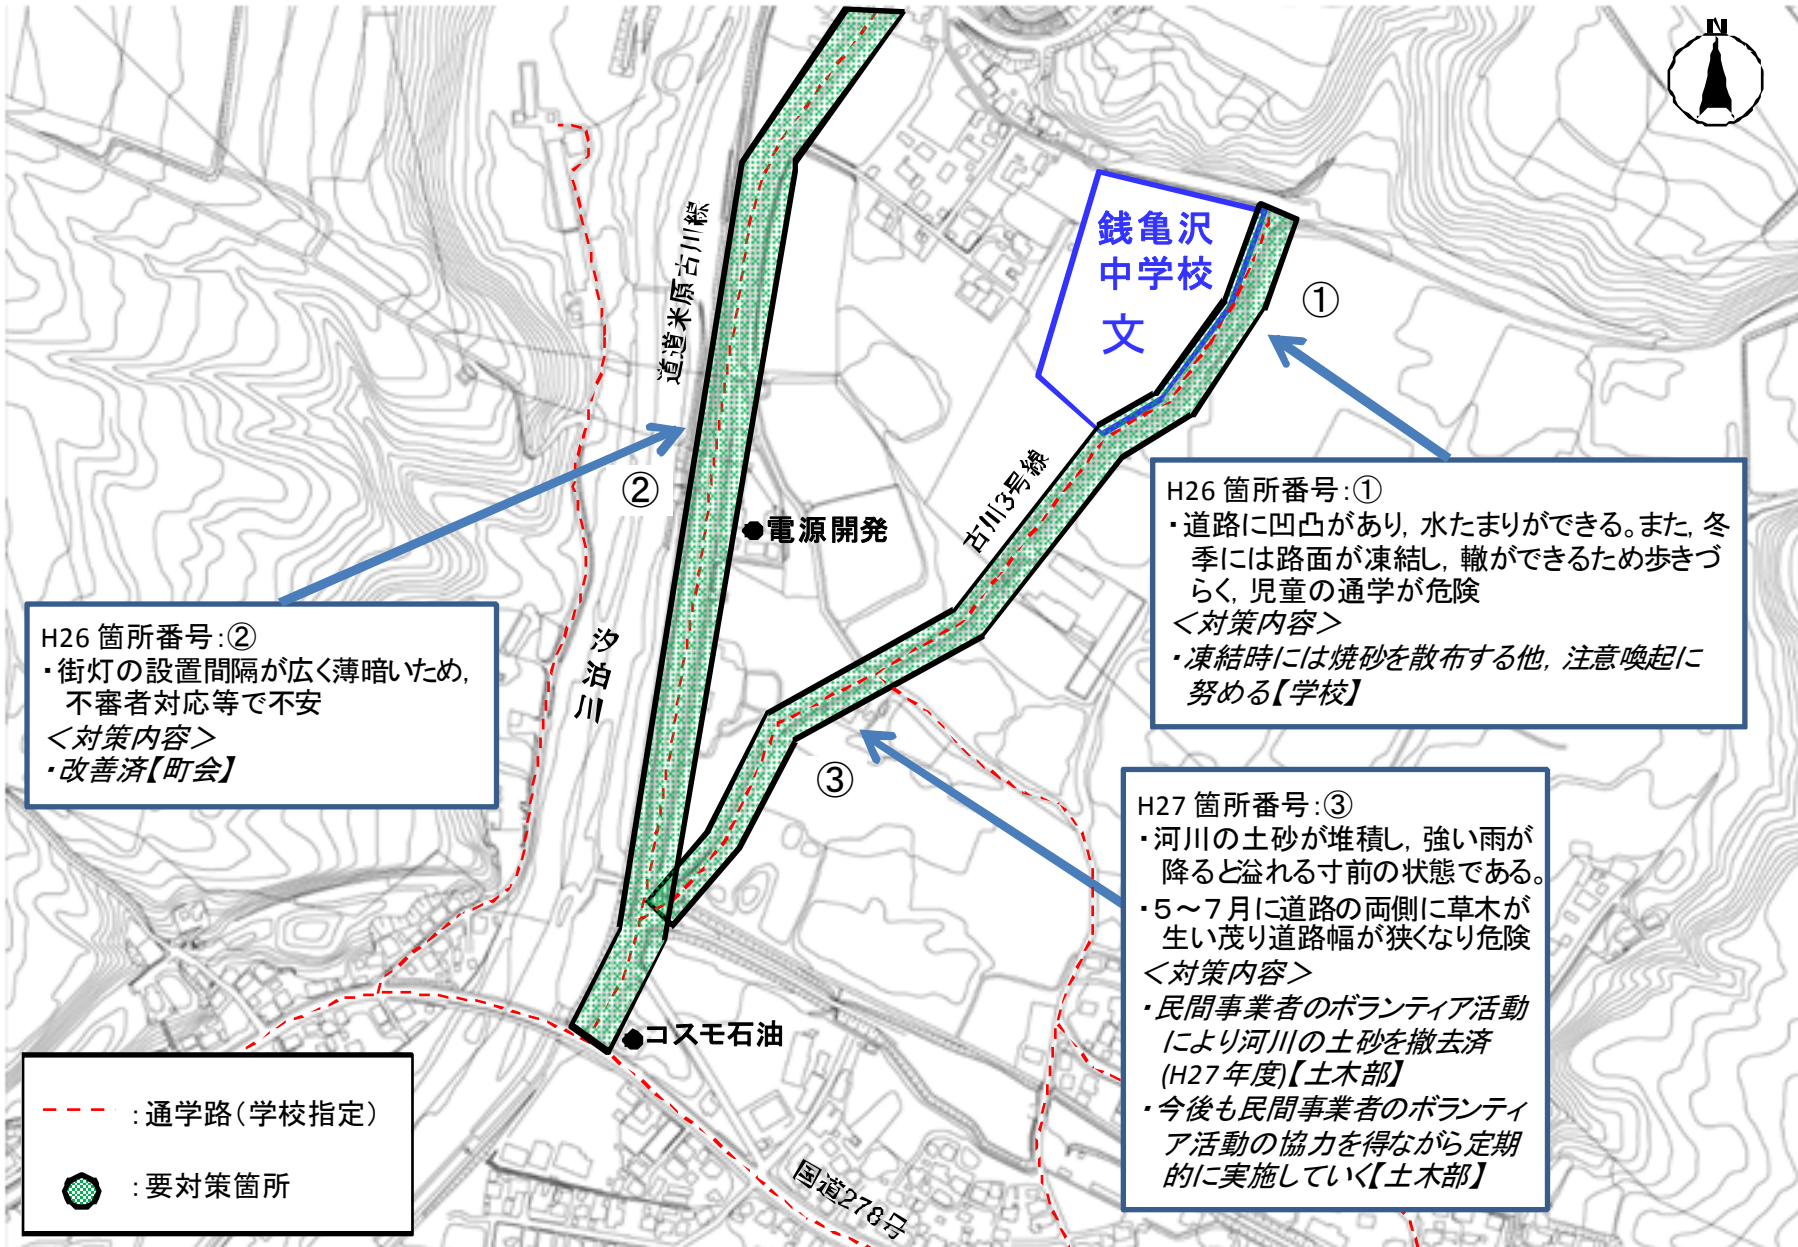 N
銭亀沢
中学校
文
①
道道米原古川線
②
古川3号線
電源開発
H26 箇所番号:①
・道路に凹凸があり，水たまりができる。また，冬
季には路面が凍結し，轍ができるため歩きづ
らく，児童の通学が危険
＜対策内容＞
・凍結時には焼砂を散布する他，注意喚起に
努める【学校】
H26 箇所番号:②
・街灯の設置間隔が広く薄暗いため，
不審者対応等で不安
＜対策内容＞
・改善済【町会】
汐泊川
③
H27 箇所番号:③
・河川の土砂が堆積し，強い雨が
降ると溢れる寸前の状態である。
・５～７月に道路の両側に草木が
生い茂り道路幅が狭くなり危険
＜対策内容＞
・民間事業者のボランティア活動
により河川の土砂を撤去済
(H27年度)【土木部】
・今後も民間事業者のボランティ
ア活動の協力を得ながら定期
的に実施していく【土木部】
コスモ石油
国道278号
：通学路（学校指定）
：要対策箇所